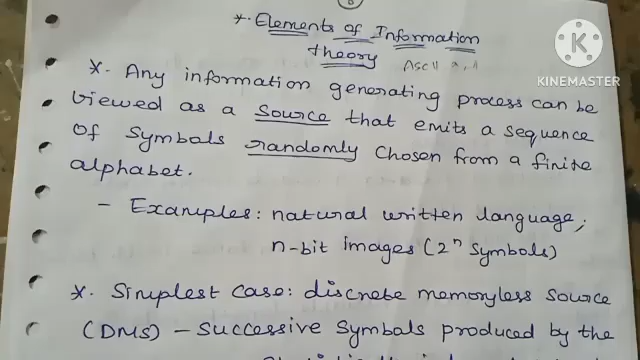 *. Elements of Information
theory
Ascii a, A
KINEMASTER
*. Any information generating process can be
viewed as a source that emits a sequence
of symbols randomly chosen from a finite
alphabet.
- Examples: natural written language;
n-bit images (2ⁿ symbols)
*. Simplest case: discrete memoryless source
(DMS) - successive symbols produced by the